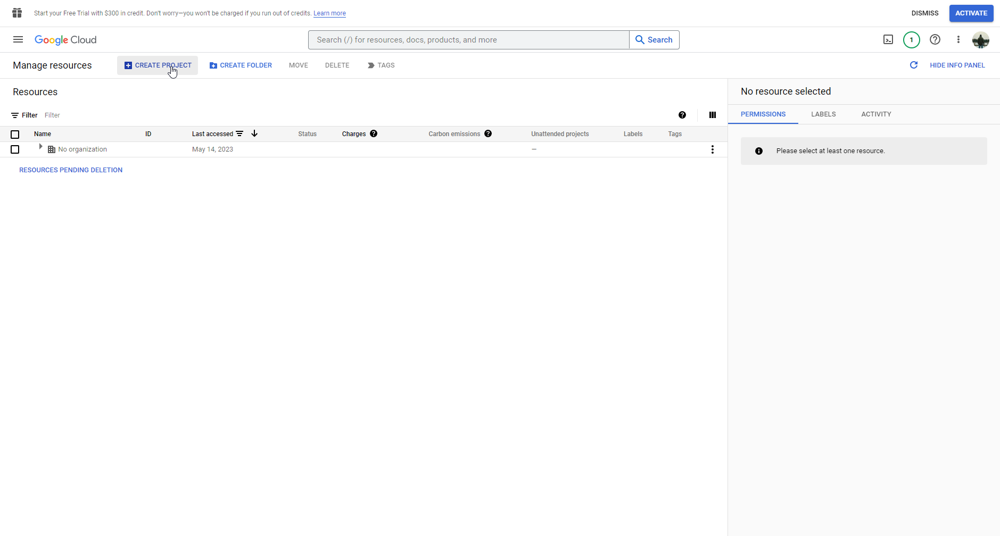 Start your Free Trial with $300 in credit. Don't worry—you won't be charged if you run out of credits. Learn more
DISMISS
ACTIVATE
Google Cloud
Search (/) for resources, docs, products, and more
Search
1
Manage resources
CREATE PROJECT
CREATE FOLDER
MOVE
DELETE
TAGS
HIDE INFO PANEL
Resources
Filter Filter
Name ID Last accessed Status Charges Carbon emissions Unattended projects Labels Tags
No organization May 14, 2023 —
RESOURCES PENDING DELETION
No resource selected
PERMISSIONS LABELS ACTIVITY
Please select at least one resource.